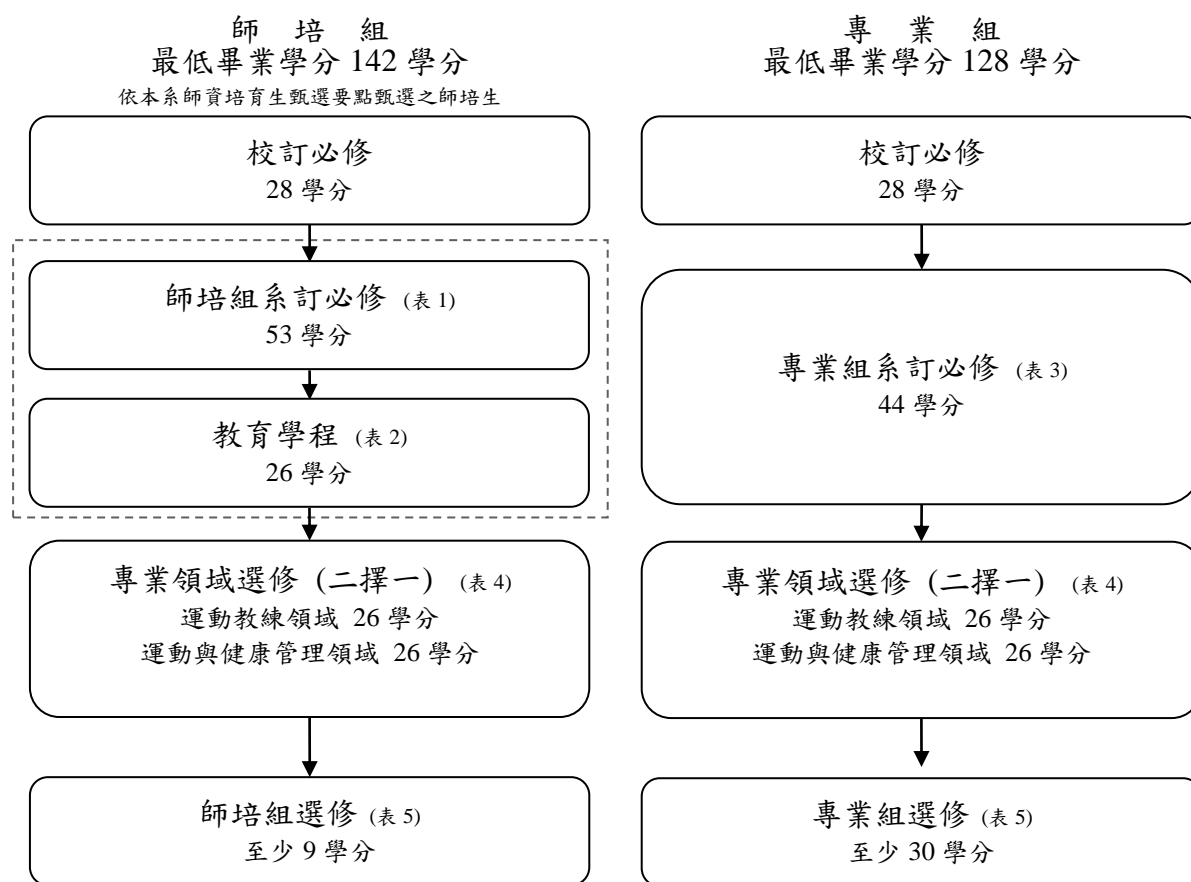 師 培 組
最低畢業學分 142 學分
依本系師資培育生甄選要點甄選之師培生
校訂必修
28 學分
師培組系訂必修 (表 1)
53 學分
教育學程 (表 2)
26 學分
專業領域選修 (二擇一) (表 4)
運動教練領域 26 學分
運動與健康管理領域 26 學分
師培組選修 (表 5)
至少 9 學分
專 業 組
最低畢業學分 128 學分
校訂必修
28 學分
專業組系訂必修 (表 3)
44 學分
專業領域選修 (二擇一) (表 4)
運動教練領域 26 學分
運動與健康管理領域 26 學分
專業組選修 (表 5)
至少 30 學分